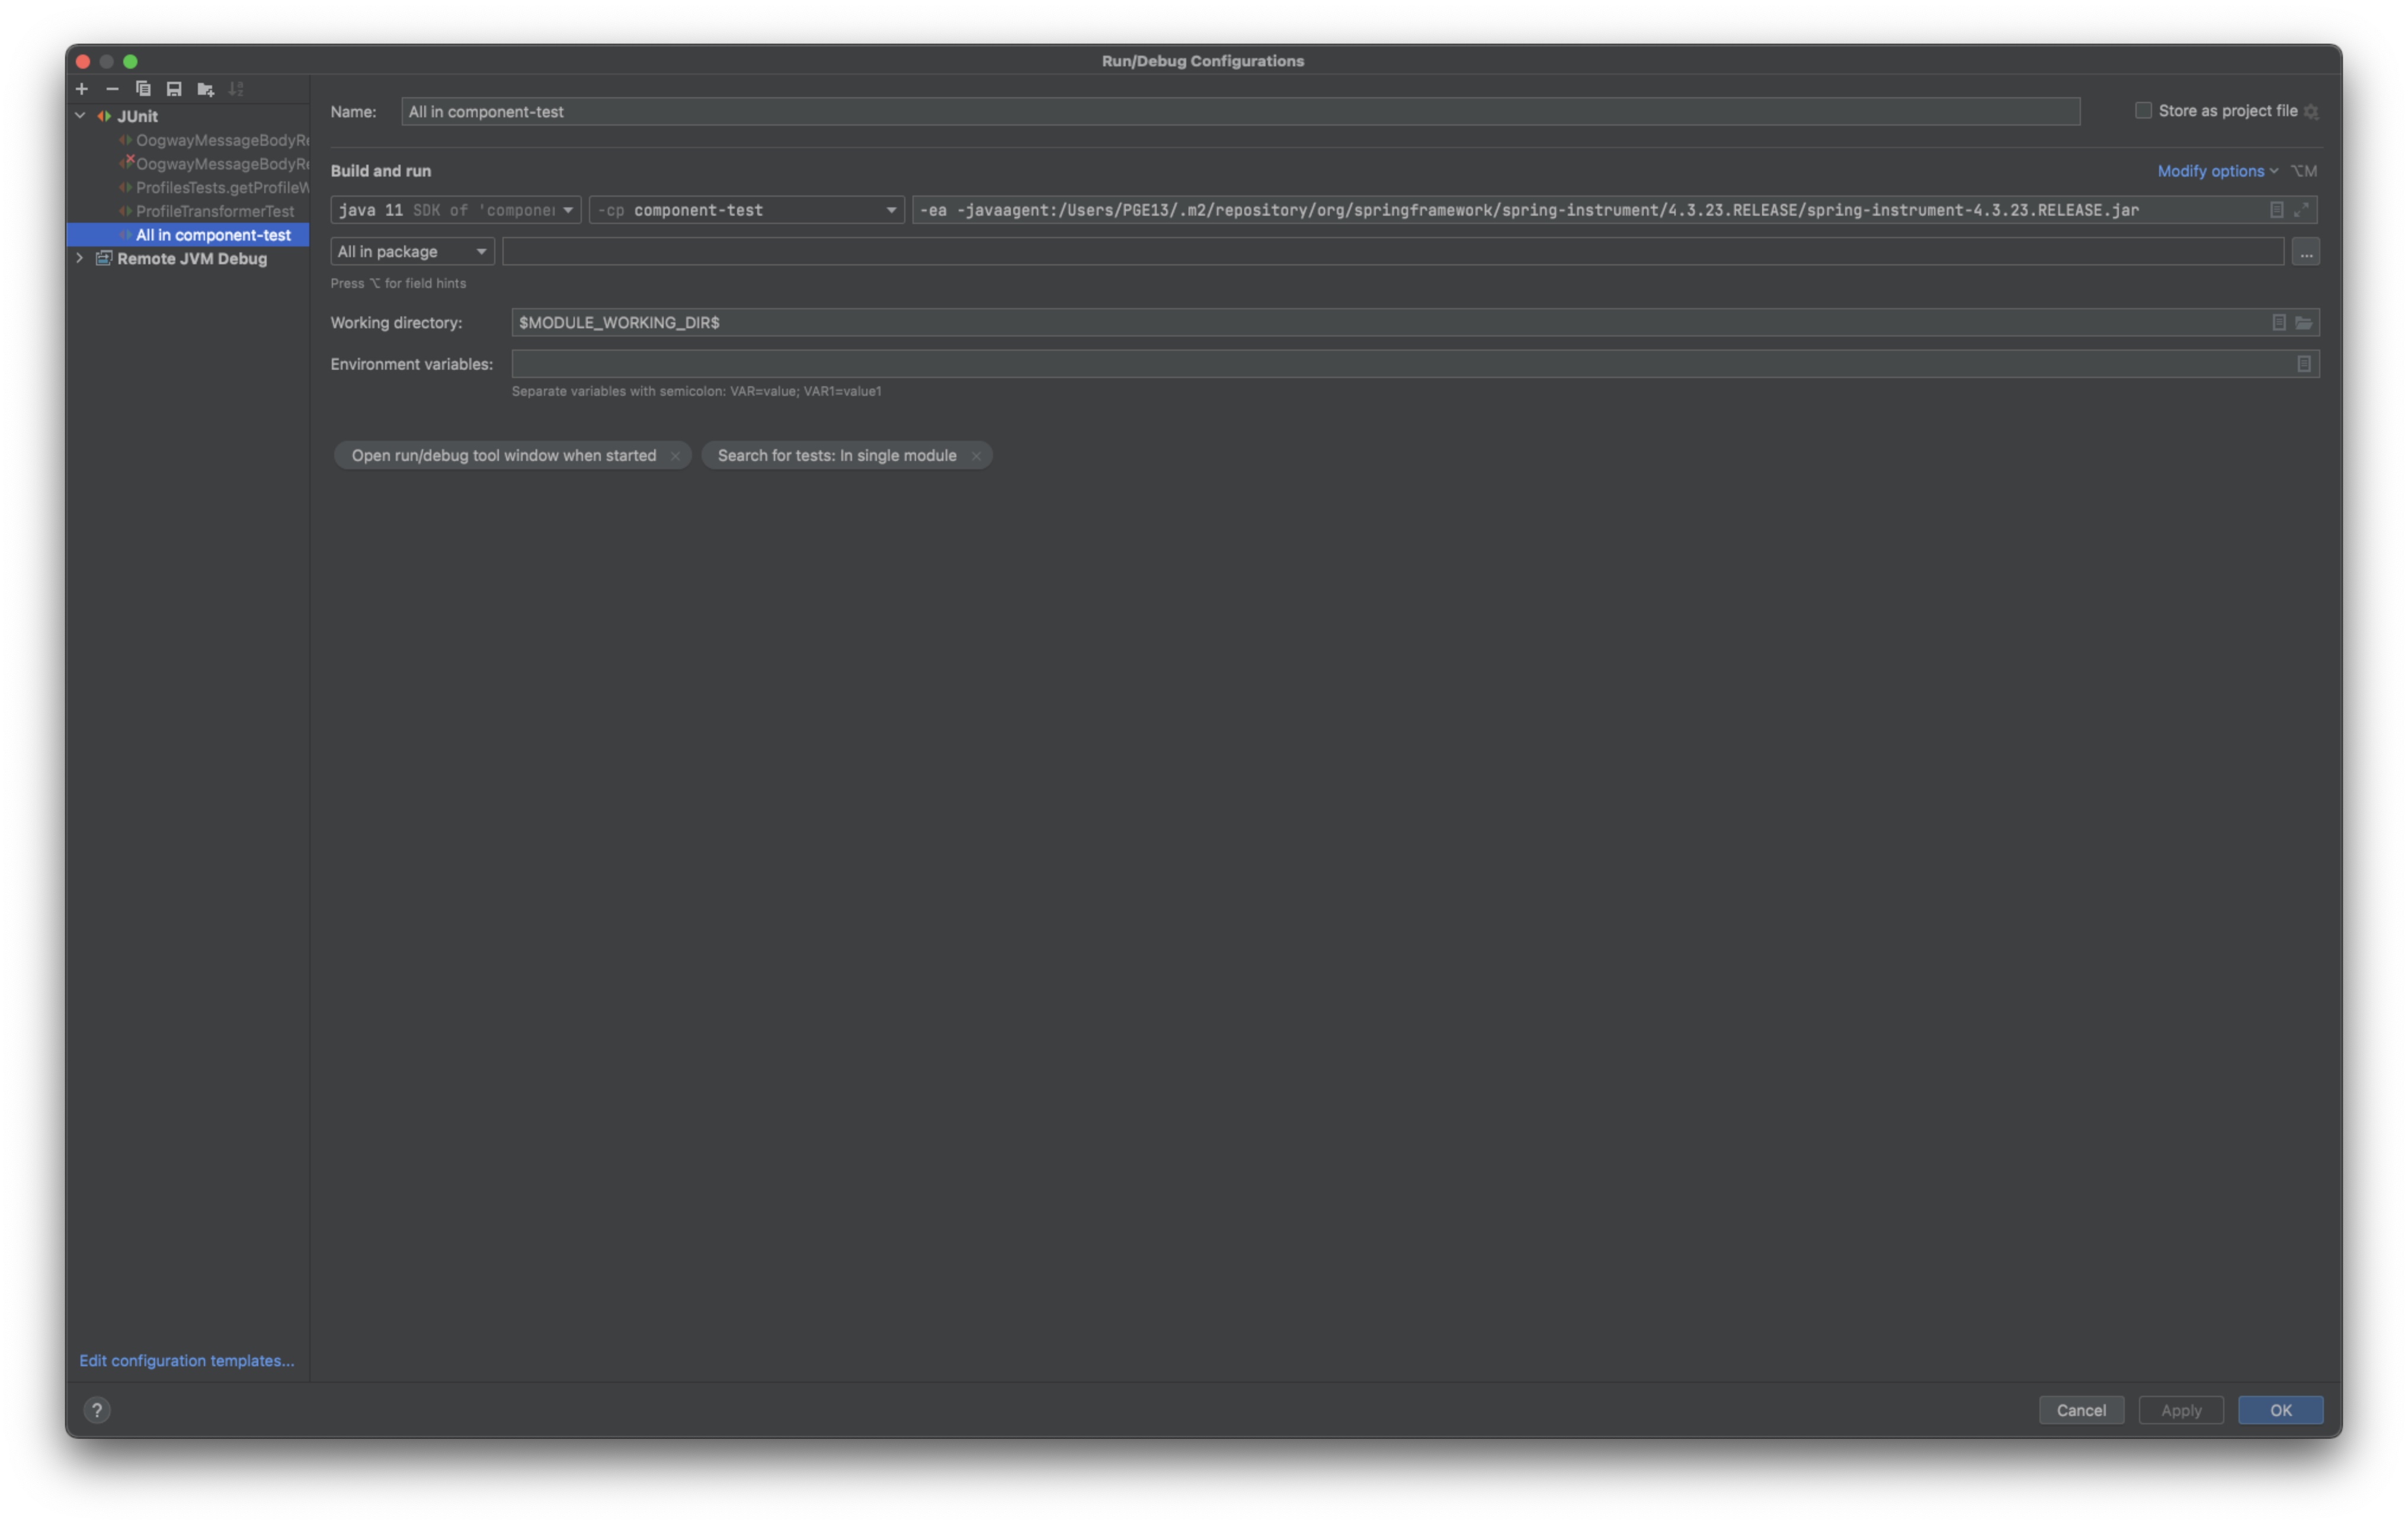 Run/Debug Configurations
JUnit
OogwayMessageBodyRe
OogwayMessageBodyRe
ProfilesTests.getProfileW
ProfileTransformerTest
All in component-test
Remote JVM Debug
Name: All in component-test Store as project file
Build and run Modify options ⌥M
java 11 SDK of 'componen -cp component-test -ea -javaagent:/Users/PGE13/.m2/repository/org/springframework/spring-instrument/4.3.23.RELEASE/spring-instrument-4.3.23.RELEASE.jar
All in package ...
Press ⌥ for field hints
Working directory: $MODULE_WORKING_DIR$
Environment variables:
Separate variables with semicolon: VAR=value; VAR1=value1
Open run/debug tool window when started × Search for tests: In single module ×
Edit configuration templates...
? Cancel Apply OK